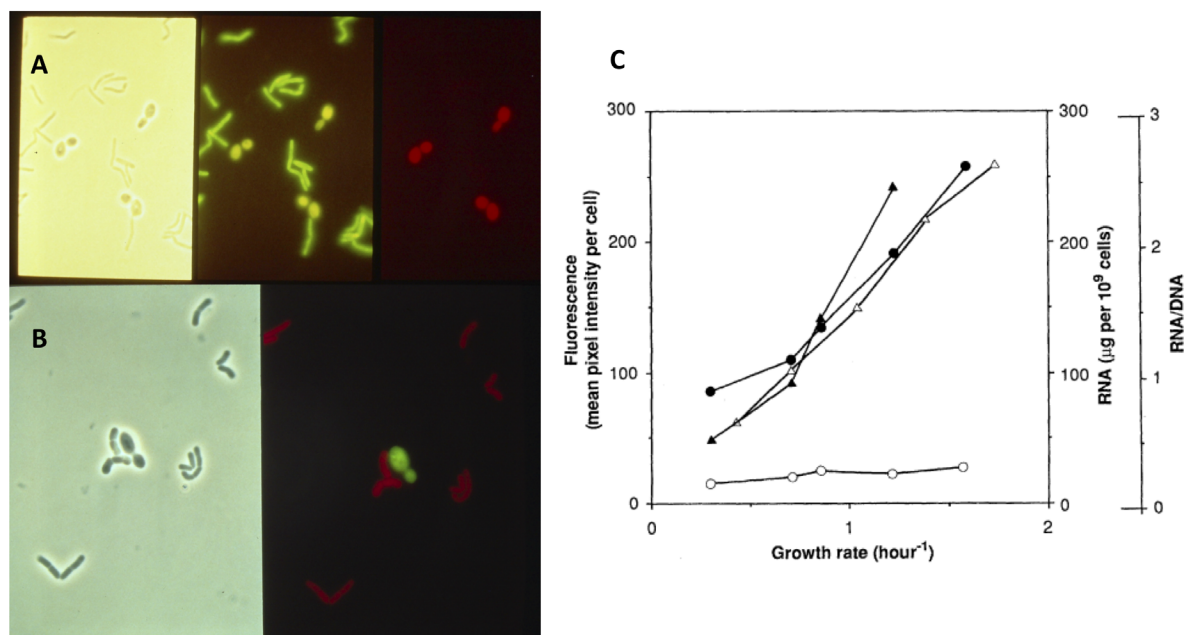 A
B
C
300
200
100
0
Fluorescence
(mean pixel intensity per cell)
0
1
2
Growth rate (hour⁻¹)
300
200
100
0
RNA (µg per 10⁹ cells)
3
2
1
0
RNA/DNA